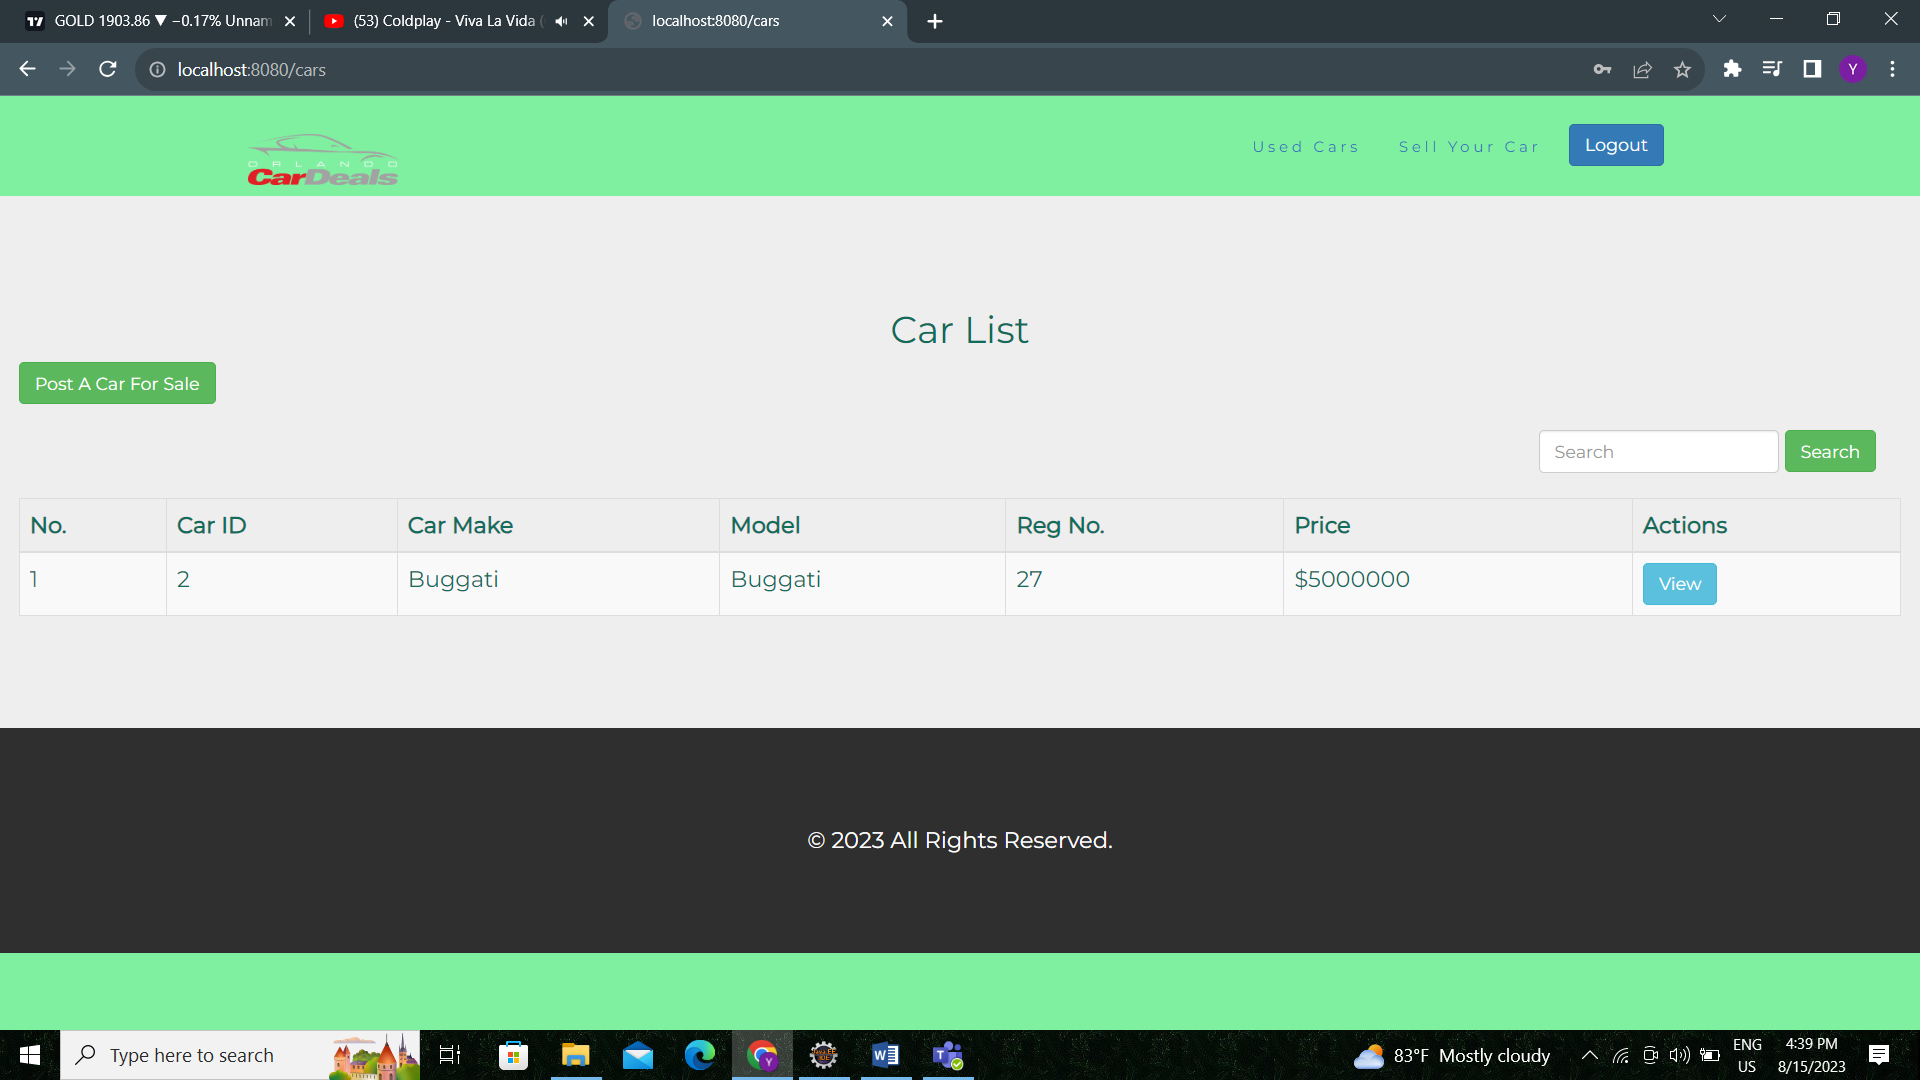 GOLD 1903.86 ▼ −0.17% Unnam
(53) Coldplay - Viva La Vida (
localhost:8080/cars
localhost:8080/cars
Y
ORLANDO
CarDeals
Used Cars
Sell Your Car
Logout
Car List
Post A Car For Sale
Search
Search
No. Car ID Car Make Model Reg No. Price Actions
1 2 Buggati Buggati 27 $5000000 View
© 2023 All Rights Reserved.
Type here to search
83°F Mostly cloudy
ENG
US
4:39 PM
8/15/2023